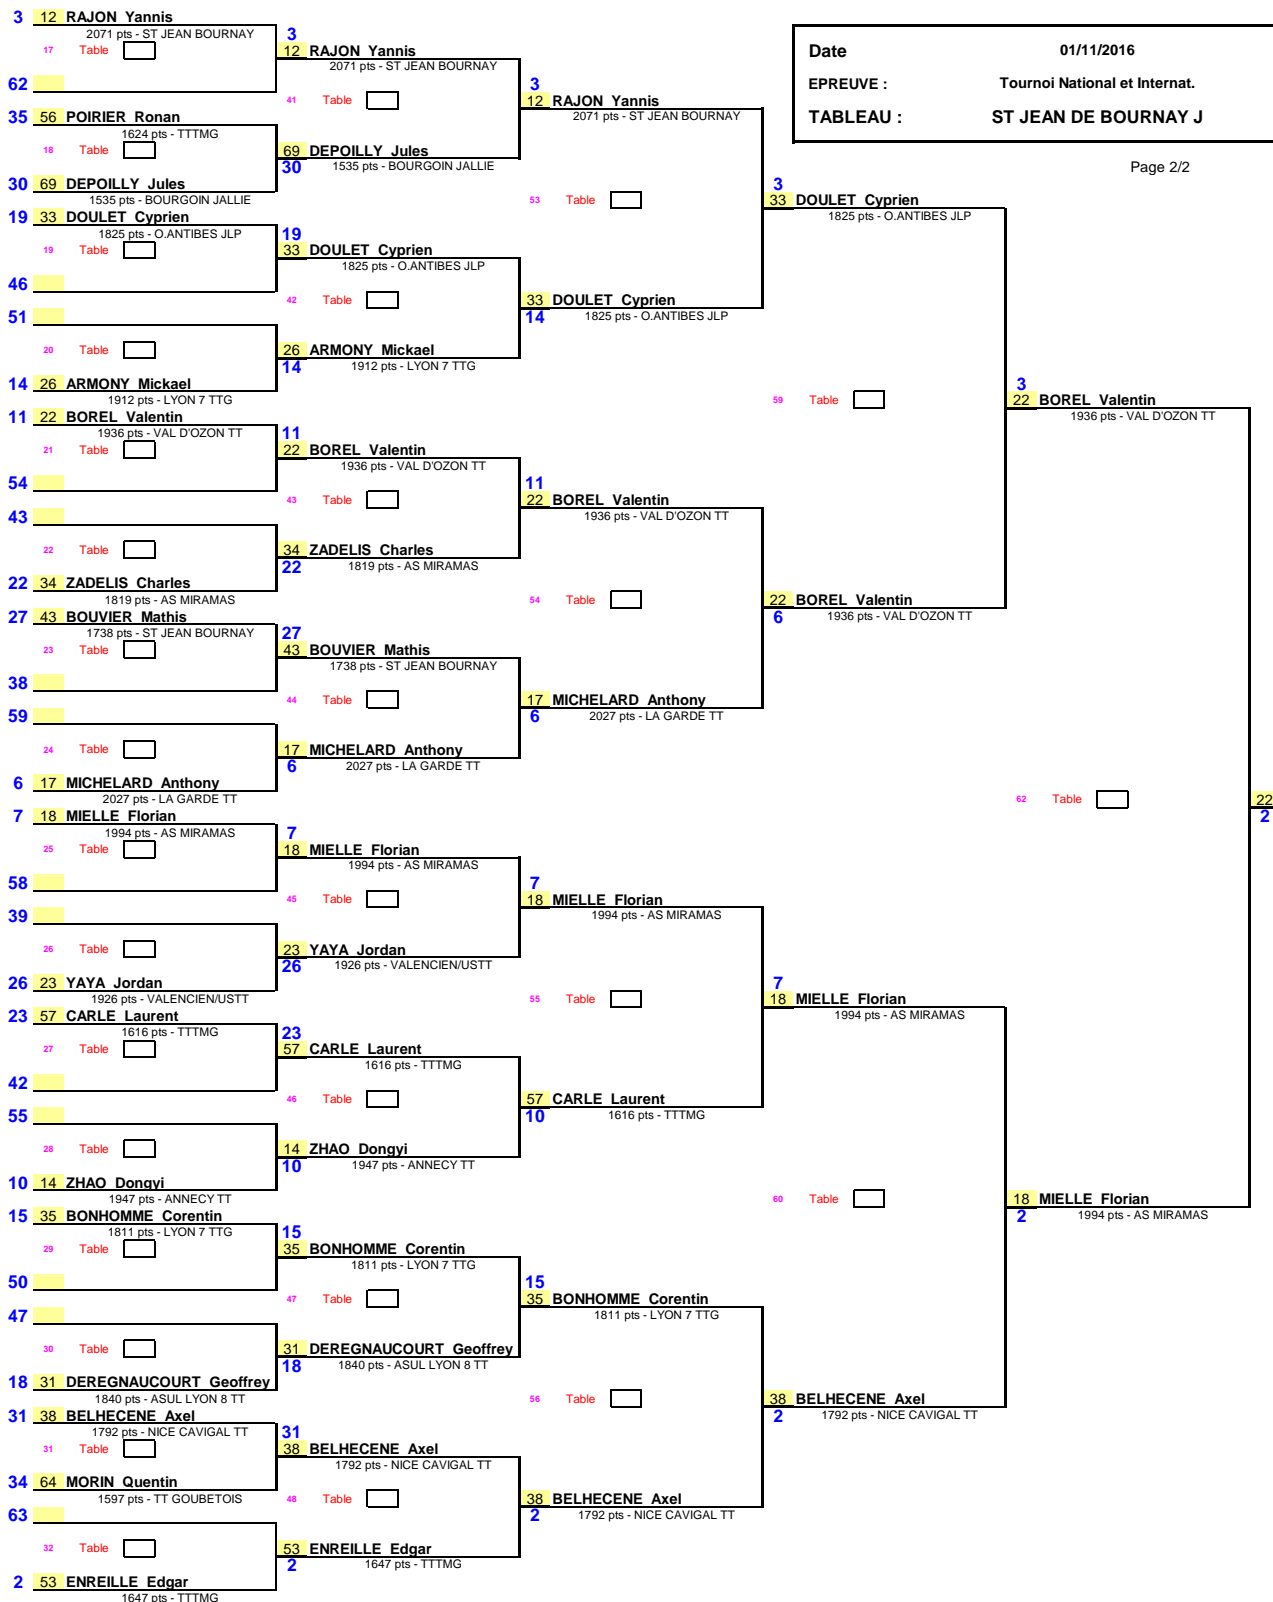 Date 01/11/2016
EPREUVE : Tournoi National et Internat.
TABLEAU : ST JEAN DE BOURNAY J
Page 2/2
3 12 RAJON Yannis
2071 pts - ST JEAN BOURNAY
17 Table
62
35 56 POIRIER Ronan
1624 pts - TTTMG
18 Table
30 69 DEPOILLY Jules
1535 pts - BOURGOIN JALLIE
19 33 DOULET Cyprien
1825 pts - O.ANTIBES JLP
19 Table
46
51
20 Table
14 26 ARMONY Mickael
1912 pts - LYON 7 TTG
11 22 BOREL Valentin
1936 pts - VAL D'OZON TT
21 Table
54
43
22 Table
22 34 ZADELIS Charles
1819 pts - AS MIRAMAS
27 43 BOUVIER Mathis
1738 pts - ST JEAN BOURNAY
23 Table
38
59
24 Table
6 17 MICHELARD Anthony
2027 pts - LA GARDE TT
7 18 MIELLE Florian
1994 pts - AS MIRAMAS
25 Table
58
39
26 Table
26 23 YAYA Jordan
1926 pts - VALENCIEN/USTT
23 57 CARLE Laurent
1616 pts - TTTMG
27 Table
42
55
28 Table
10 14 ZHAO Dongyi
1947 pts - ANNECY TT
15 35 BONHOMME Corentin
1811 pts - LYON 7 TTG
29 Table
50
47
30 Table
18 31 DEREGNAUCOURT Geoffrey
1840 pts - ASUL LYON 8 TT
31 38 BELHECENE Axel
1792 pts - NICE CAVIGAL TT
31 Table
34 64 MORIN Quentin
1597 pts - TT GOUBETOIS
63
32 Table
2 53 ENREILLE Edgar
1647 pts - TTTMG
3
12 RAJON Yannis
2071 pts - ST JEAN BOURNAY
41 Table
69 DEPOILLY Jules
30 1535 pts - BOURGOIN JALLIE
19
33 DOULET Cyprien
1825 pts - O.ANTIBES JLP
42 Table
26 ARMONY Mickael
14 1912 pts - LYON 7 TTG
11
22 BOREL Valentin
1936 pts - VAL D'OZON TT
43 Table
34 ZADELIS Charles
22 1819 pts - AS MIRAMAS
27
43 BOUVIER Mathis
1738 pts - ST JEAN BOURNAY
44 Table
17 MICHELARD Anthony
6 2027 pts - LA GARDE TT
7
18 MIELLE Florian
1994 pts - AS MIRAMAS
45 Table
23 YAYA Jordan
26 1926 pts - VALENCIEN/USTT
23
57 CARLE Laurent
1616 pts - TTTMG
46 Table
14 ZHAO Dongyi
10 1947 pts - ANNECY TT
15
35 BONHOMME Corentin
1811 pts - LYON 7 TTG
47 Table
31 DEREGNAUCOURT Geoffrey
18 1840 pts - ASUL LYON 8 TT
31
38 BELHECENE Axel
1792 pts - NICE CAVIGAL TT
48 Table
53 ENREILLE Edgar
2 1647 pts - TTTMG
3
12 RAJON Yannis
2071 pts - ST JEAN BOURNAY
53 Table
33 DOULET Cyprien
14 1825 pts - O.ANTIBES JLP
11
22 BOREL Valentin
1936 pts - VAL D'OZON TT
54 Table
17 MICHELARD Anthony
6 2027 pts - LA GARDE TT
7
18 MIELLE Florian
1994 pts - AS MIRAMAS
55 Table
57 CARLE Laurent
10 1616 pts - TTTMG
15
35 BONHOMME Corentin
1811 pts - LYON 7 TTG
56 Table
38 BELHECENE Axel
2 1792 pts - NICE CAVIGAL TT
3
33 DOULET Cyprien
1825 pts - O.ANTIBES JLP
59 Table
22 BOREL Valentin
6 1936 pts - VAL D'OZON TT
7
18 MIELLE Florian
1994 pts - AS MIRAMAS
60 Table
38 BELHECENE Axel
2 1792 pts - NICE CAVIGAL TT
3
22 BOREL Valentin
1936 pts - VAL D'OZON TT
62 Table
18 MIELLE Florian
2 1994 pts - AS MIRAMAS
22
2